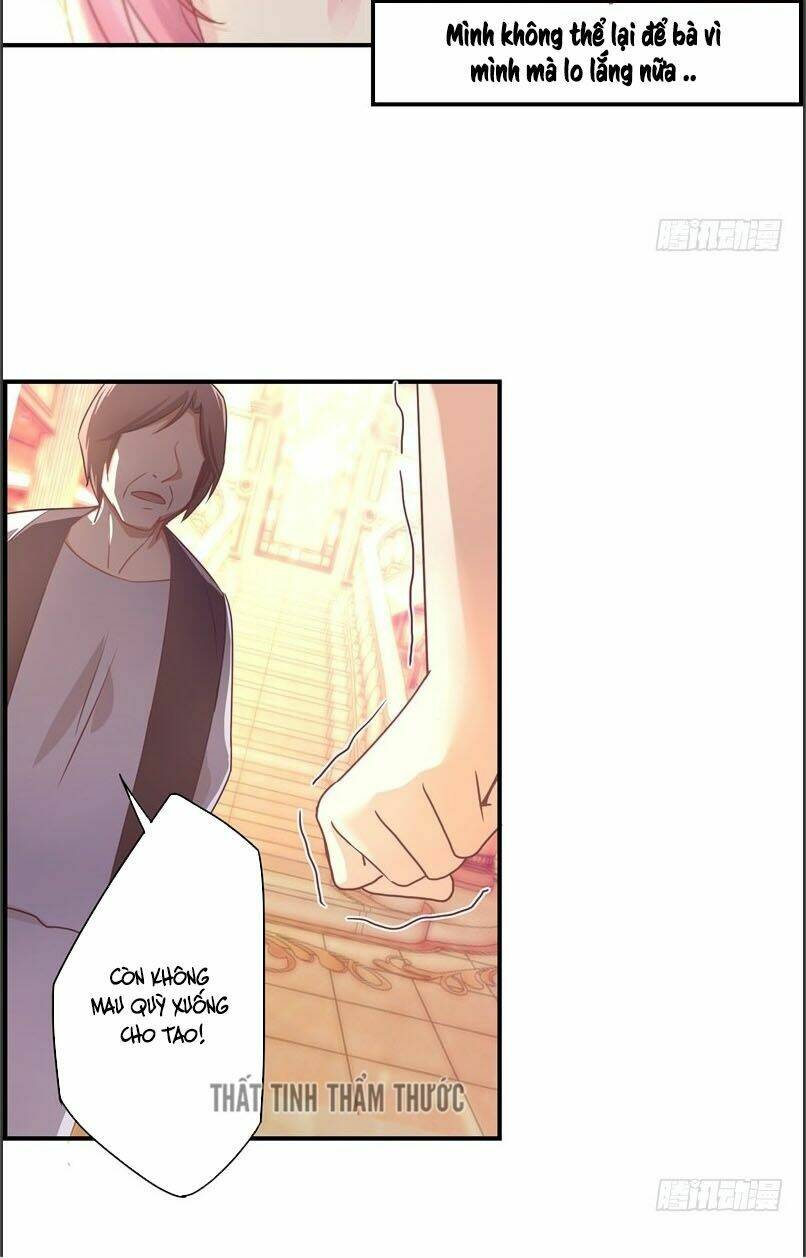 Mình không thể lại để bà vì
mình mà lo lắng nữa ..
腾讯动漫
CÒN KHÔNG
MAU QUỲ XUỐNG
CHO TAO!
THẤT TINH THẨM THƯỚC
腾讯动漫